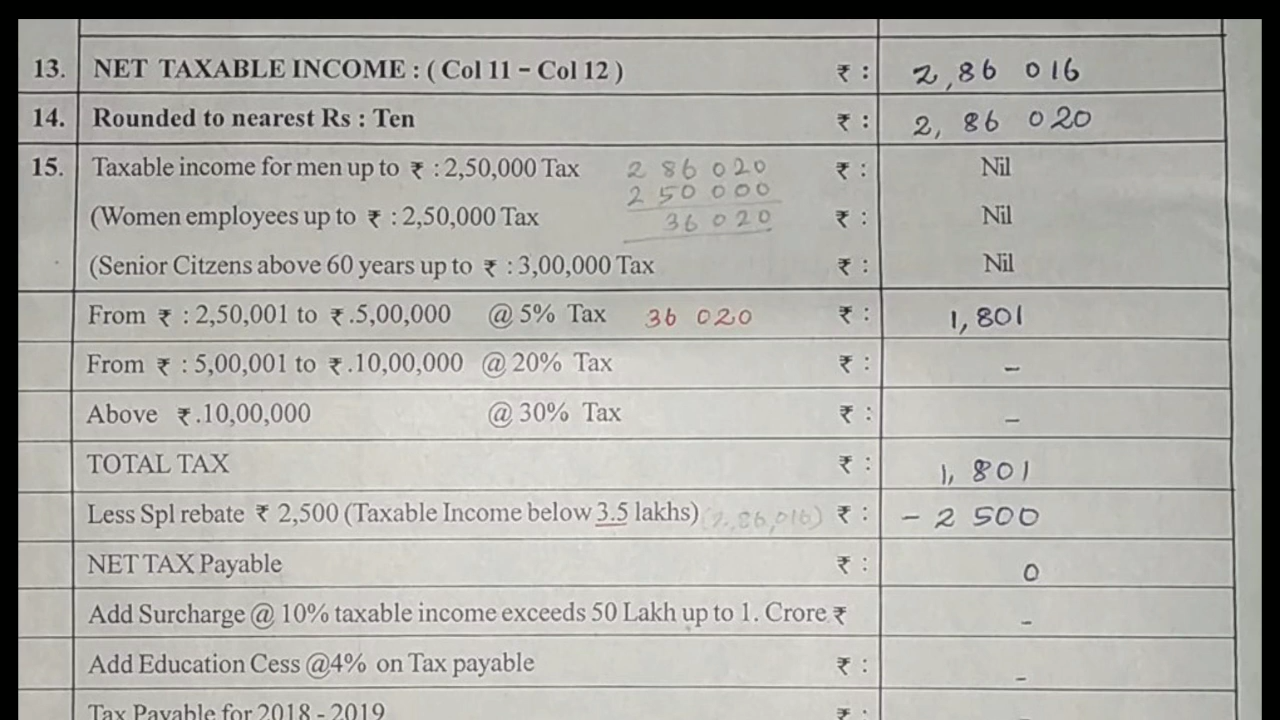 13. NET TAXABLE INCOME : ( Col 11 - Col 12 ) ₹ : 2,86 016
14. Rounded to nearest Rs : Ten ₹ : 2, 86 020
15. Taxable income for men up to ₹ : 2,50,000 Tax 2 86 020 ₹ : Nil
2 50 000
(Women employees up to ₹ : 2,50,000 Tax 36 020 ₹ : Nil
(Senior Citzens above 60 years up to ₹ : 3,00,000 Tax ₹ : Nil
From ₹ : 2,50,001 to ₹.5,00,000 @ 5% Tax 36 020 ₹ : 1,801
From ₹ : 5,00,001 to ₹.10,00,000 @ 20% Tax ₹ : -
Above ₹.10,00,000 @ 30% Tax ₹ : -
TOTAL TAX ₹ : 1, 801
Less Spl rebate ₹ 2,500 (Taxable Income below 3.5 lakhs) (2,86,016) ₹ : - 2 500
NET TAX Payable ₹ : 0
Add Surcharge @ 10% taxable income exceeds 50 Lakh up to 1. Crore ₹ -
Add Education Cess @4% on Tax payable ₹ : -
Tax Payable for 2018 - 2019 ₹ : -